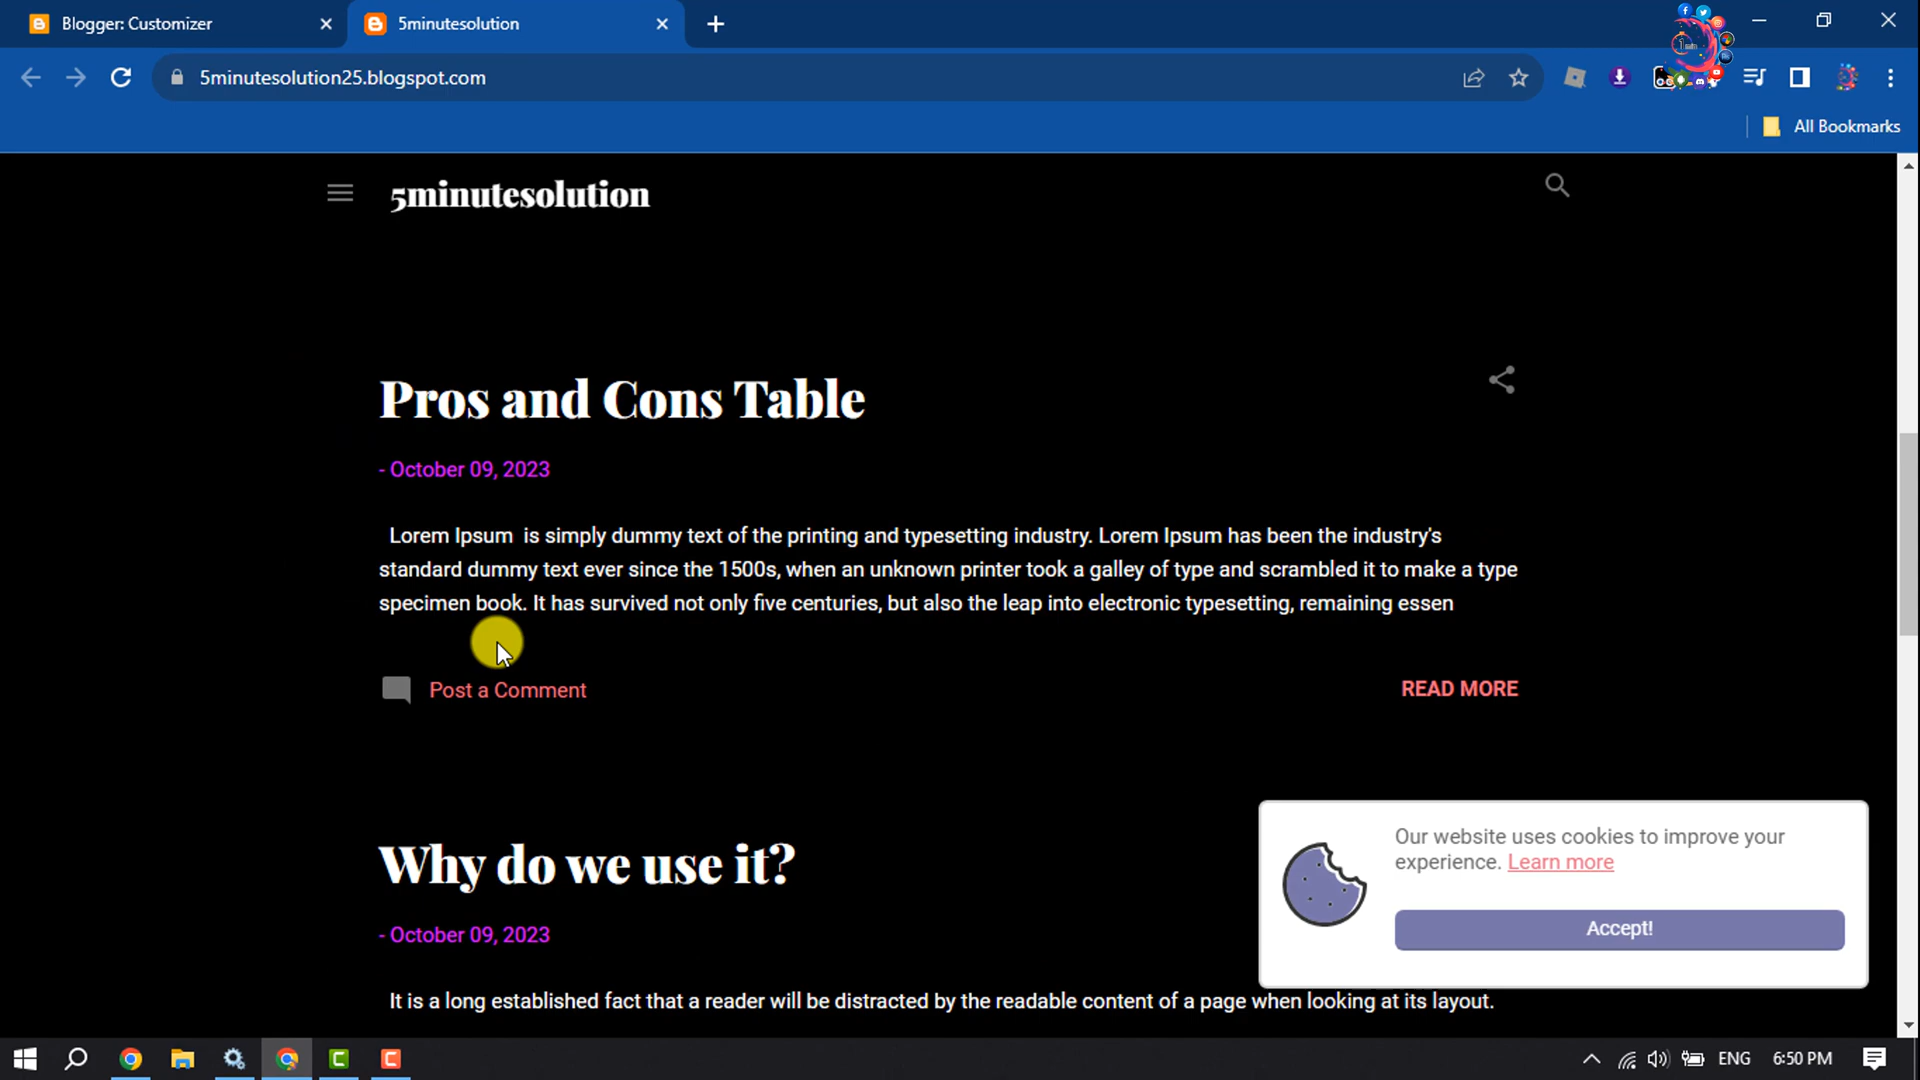 Blogger: Customizer
5minutesolution
5minutesolution25.blogspot.com
All Bookmarks
5minutesolution
Pros and Cons Table
- October 09, 2023
Lorem Ipsum is simply dummy text of the printing and typesetting industry. Lorem Ipsum has been the industry's
standard dummy text ever since the 1500s, when an unknown printer took a galley of type and scrambled it to make a type
specimen book. It has survived not only five centuries, but also the leap into electronic typesetting, remaining essen
Post a Comment
READ MORE
Why do we use it?
- October 09, 2023
It is a long established fact that a reader will be distracted by the readable content of a page when looking at its layout.
Our website uses cookies to improve your
experience. Learn more
Accept!
ENG
6:50 PM